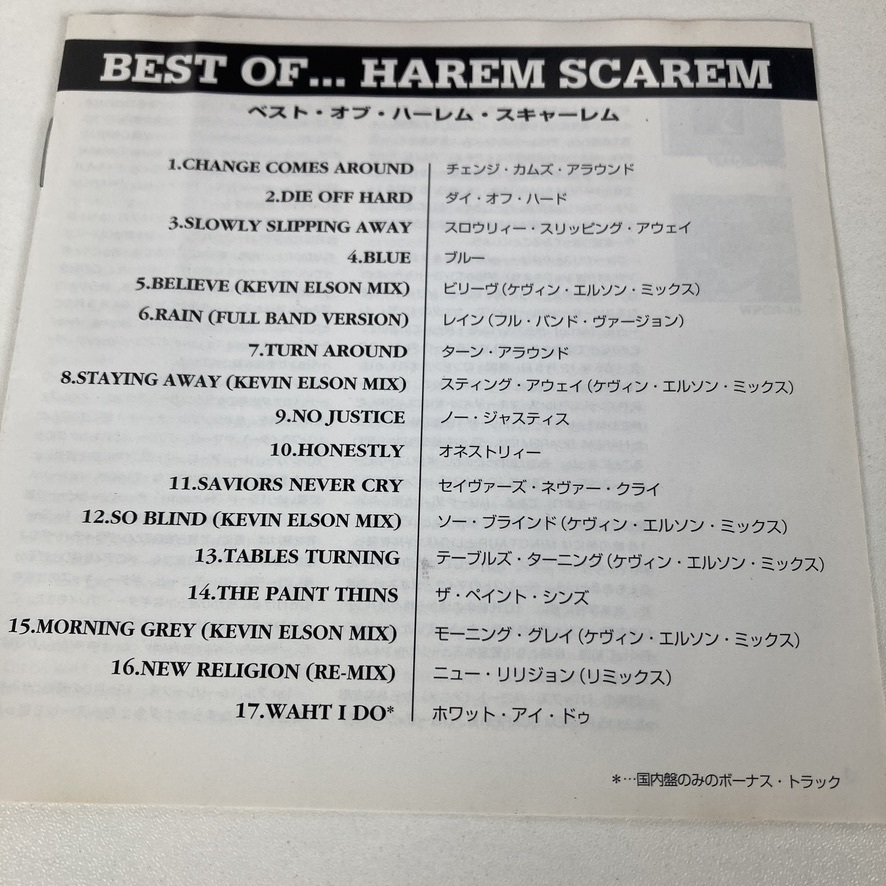 BEST OF... HAREM SCAREM
ベスト・オブ・ハーレム・スキャーレム
1.CHANGE COMES AROUND チェンジ・カムズ・アラウンド
2.DIE OFF HARD ダイ・オフ・ハード
3.SLOWLY SLIPPING AWAY スロウリィー・スリッピング・アウェイ
4.BLUE ブルー
5.BELIEVE (KEVIN ELSON MIX) ビリーヴ(ケヴィン・エルソン・ミックス)
6.RAIN (FULL BAND VERSION) レイン(フル・バンド・ヴァージョン)
7.TURN AROUND ターン・アラウンド
8.STAYING AWAY (KEVIN ELSON MIX) スティング・アウェイ(ケヴィン・エルソン・ミックス)
9.NO JUSTICE ノー・ジャスティス
10.HONESTLY オネストリィー
11.SAVIORS NEVER CRY セイヴァーズ・ネヴァー・クライ
12.SO BLIND (KEVIN ELSON MIX) ソー・ブラインド(ケヴィン・エルソン・ミックス)
13.TABLES TURNING テーブルズ・ターニング(ケヴィン・エルソン・ミックス)
14.THE PAINT THINS ザ・ペイント・シンズ
15.MORNING GREY (KEVIN ELSON MIX) モーニング・グレイ(ケヴィン・エルソン・ミックス)
16.NEW RELIGION (RE-MIX) ニュー・リリジョン(リミックス)
17.WAHT I DO* ホワット・アイ・ドゥ
*…国内盤のみのボーナス・トラック